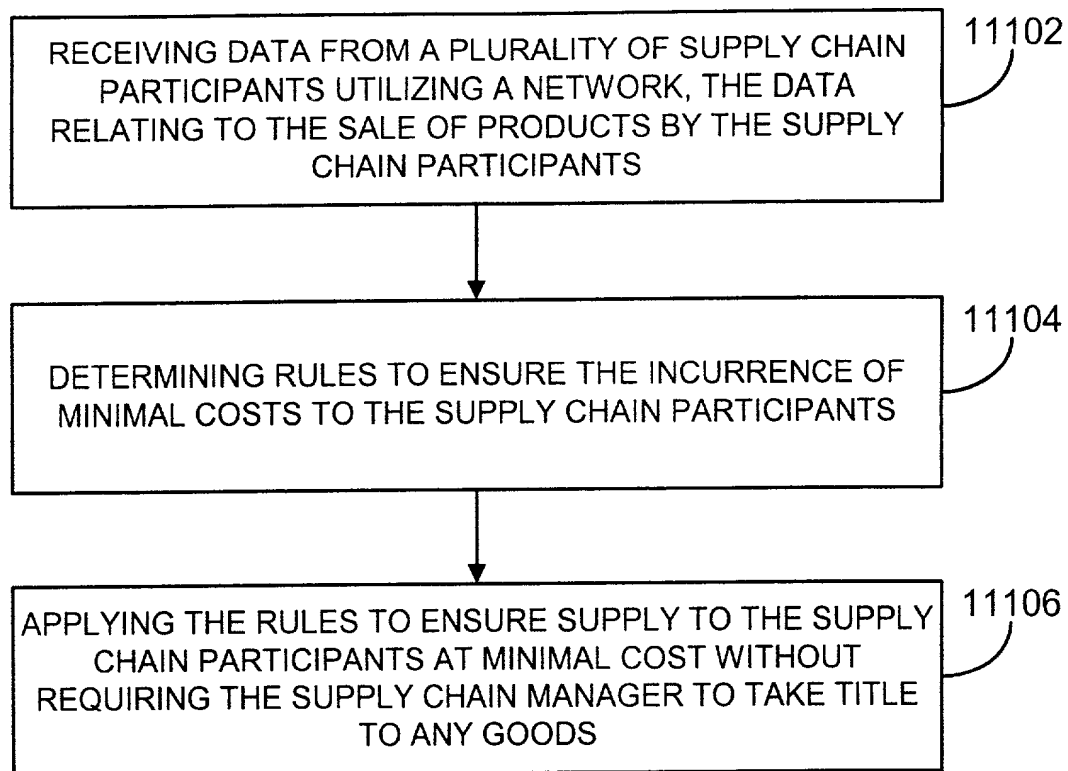 RECEIVING DATA FROM A PLURALITY OF SUPPLY CHAIN
PARTICIPANTS UTILIZING A NETWORK, THE DATA
RELATING TO THE SALE OF PRODUCTS BY THE SUPPLY
CHAIN PARTICIPANTS
11102
DETERMINING RULES TO ENSURE THE INCURRENCE OF
MINIMAL COSTS TO THE SUPPLY CHAIN PARTICIPANTS
11104
APPLYING THE RULES TO ENSURE SUPPLY TO THE SUPPLY
CHAIN PARTICIPANTS AT MINIMAL COST WITHOUT
REQUIRING THE SUPPLY CHAIN MANAGER TO TAKE TITLE
TO ANY GOODS
11106